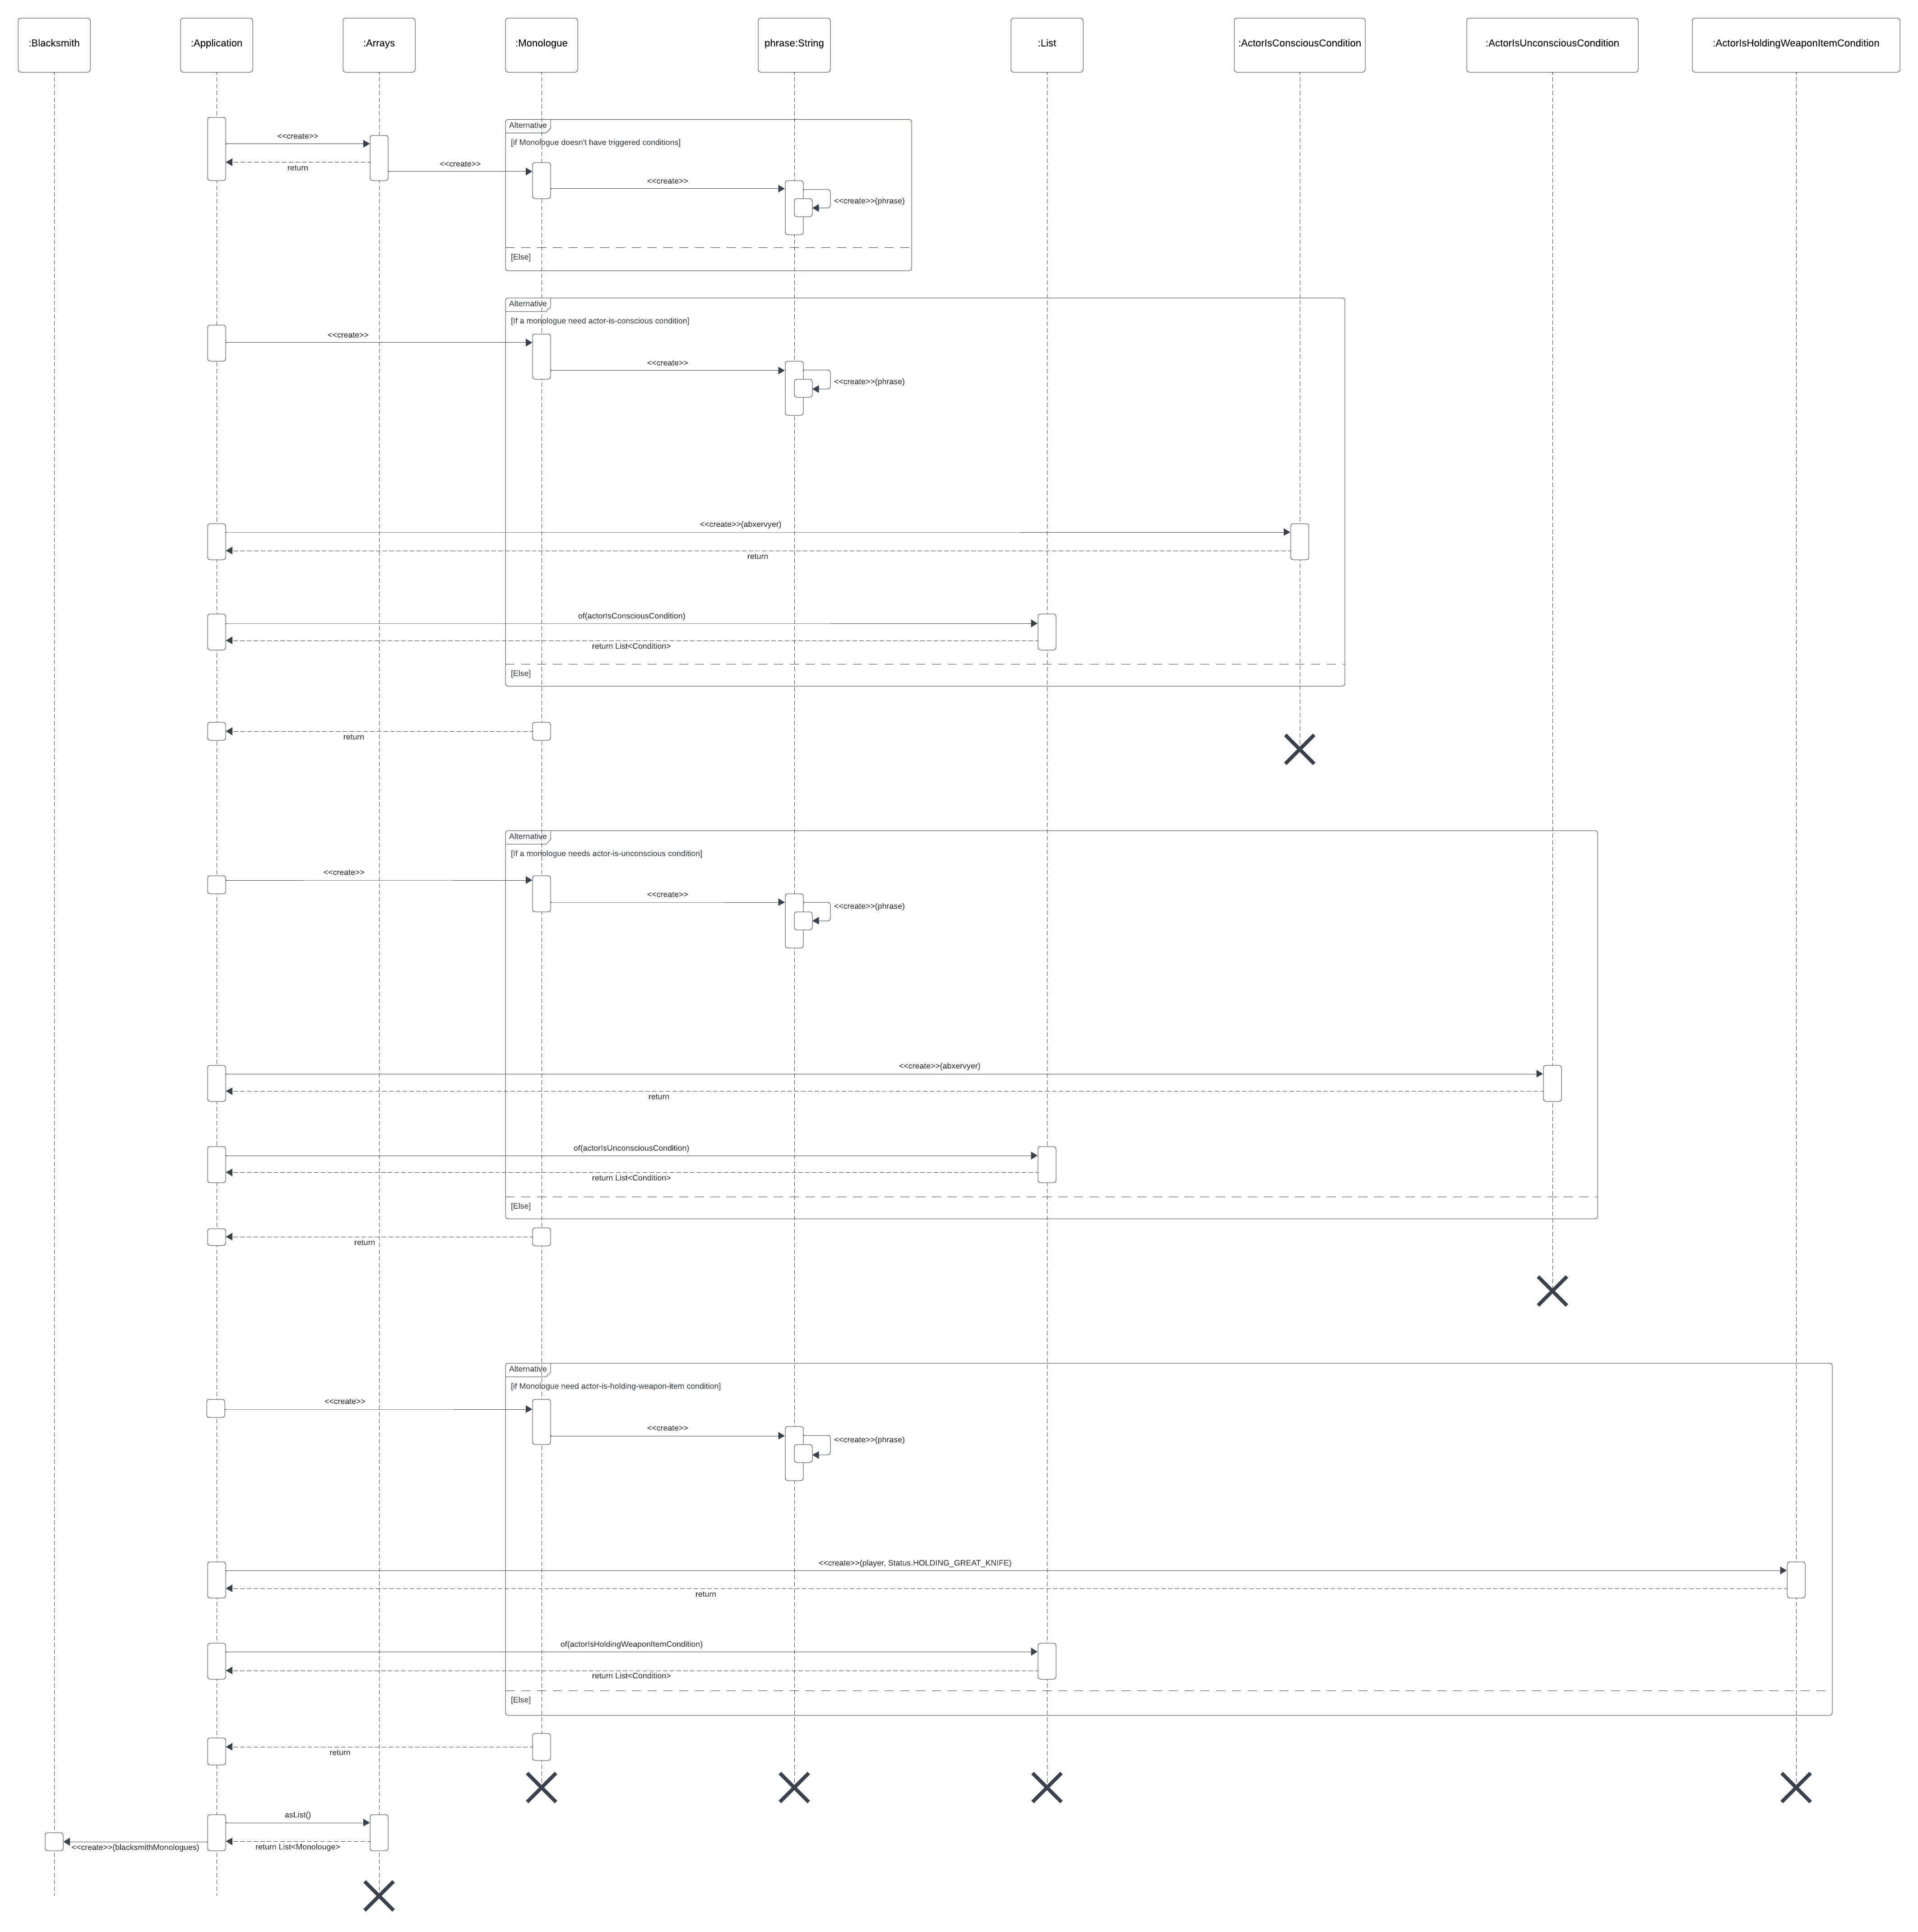 :Blacksmith
:Application
:Arrays
:Monologue
phrase:String
:List
:ActorIsConsciousCondition
:ActorIsUnconsciousCondition
:ActorIsHoldingWeaponItemCondition
Alternative
<<create>>
[if Monologue doesn't have triggered conditions]
<<create>>
return
<<create>>
<<create>>(phrase)
[Else]
Alternative
[If a monologue need actor-is-conscious condition]
<<create>>
<<create>>
<<create>>(phrase)
<<create>>(abxervyer)
return
of(actorIsConsciousCondition)
return List<Condition>
[Else]
return
Alternative
[If a monologue needs actor-is-unconscious condition]
<<create>>
<<create>>
<<create>>(phrase)
<<create>>(abxervyer)
return
of(actorIsUnconsciousCondition)
return List<Condition>
[Else]
return
Alternative
[if Monologue need actor-is-holding-weapon-item condition]
<<create>>
<<create>>
<<create>>(phrase)
<<create>>(player, Status.HOLDING_GREAT_KNIFE)
return
of(actorIsHoldingWeaponItemCondition)
return List<Condition>
[Else]
return
asList()
<<create>>(blacksmithMonologues)
return List<Monolouge>